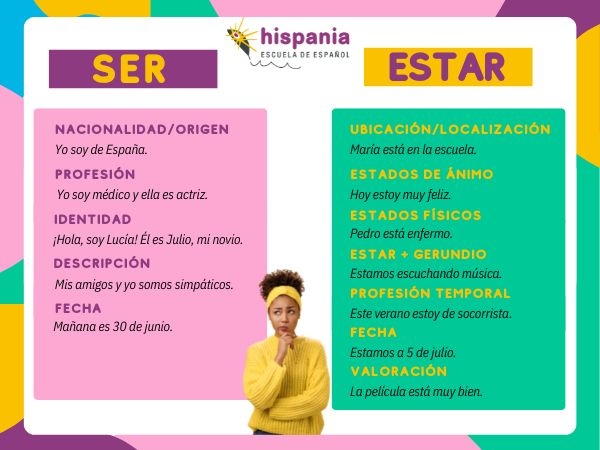 hispania
ESCUELA DE ESPAÑOL
SER
NACIONALIDAD/ORIGEN
Yo soy de España.
PROFESIÓN
Yo soy médico y ella es actriz.
IDENTIDAD
¡Hola, soy Lucía! Él es Julio, mi novio.
DESCRIPCIÓN
Mis amigos y yo somos simpáticos.
FECHA
Mañana es 30 de junio.
ESTAR
UBICACIÓN/LOCALIZACIÓN
María está en la escuela.
ESTADOS DE ÁNIMO
Hoy estoy muy feliz.
ESTADOS FÍSICOS
Pedro está enfermo.
ESTAR + GERUNDIO
Estamos escuchando música.
PROFESIÓN TEMPORAL
Este verano estoy de socorrista.
FECHA
Estamos a 5 de julio.
VALORACIÓN
La película está muy bien.